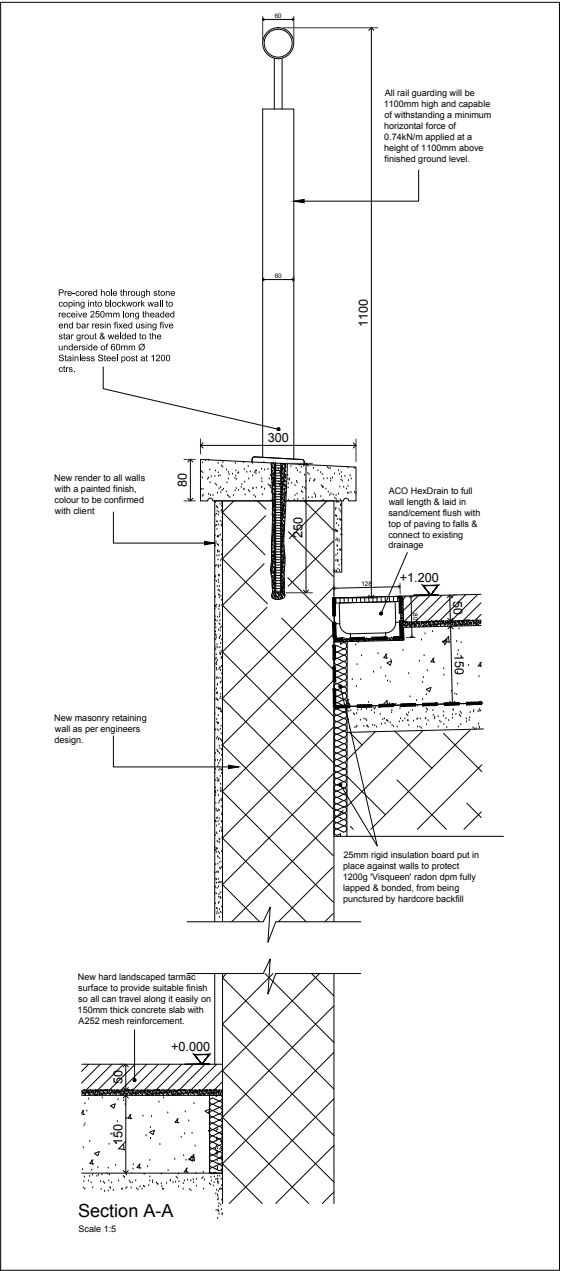 60
All rail guarding will be
1100mm high and capable
of withstanding a minimum
horizontal force of
0.74kN/m applied at a
height of 1100mm above
finished ground level.
60
1100
Pre-cored hole through stone
coping into blockwork wall to
receive 250mm long theaded
end bar resin fixed using five
star grout & welded to the
underside of 60mm Ø
Stainless Steel post at 1200
ctrs.
300
80
250
New render to all walls
with a painted finish,
colour to be confirmed
with client
ACO HexDrain to full
wall length & laid in
sand/cement flush with
top of paving to falls &
connect to existing
drainage
128
+1.200
50
150
New masonry retaining
wall as per engineers
design.
25mm rigid insulation board put in
place against walls to protect
1200g 'Visqueen' radon dpm fully
lapped & bonded, from being
punctured by hardcore backfill
New hard landscaped tarmac
surface to provide suitable finish
so all can travel along it easily on
150mm thick concrete slab with
A252 mesh reinforcement.
+0.000
50
150
Section A-A
Scale 1:5